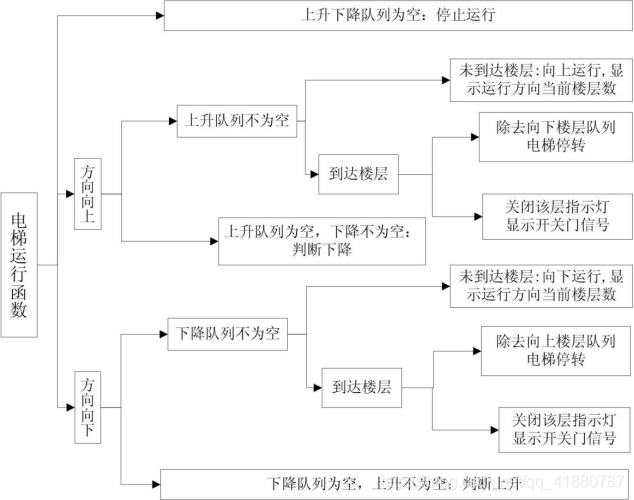 上升下降队列为空：停止运行
未到达楼层:向上运行,显
示运行方向当前楼层数
上升队列不为空
除去向下楼层队列
电梯停转
到达楼层
方向向上
关闭该层指示灯
显示开关门信号
上升队列为空，下降不为空：
判断下降
电梯运行函数
未到达楼层:向下运行,显
示运行方向当前楼层数
下降队列不为空
除去向上楼层队列
电梯停转
到达楼层
方向向下
关闭该层指示灯
显示开关门信号
下降队列为空，上升不为空：判断上升
qq_41880787